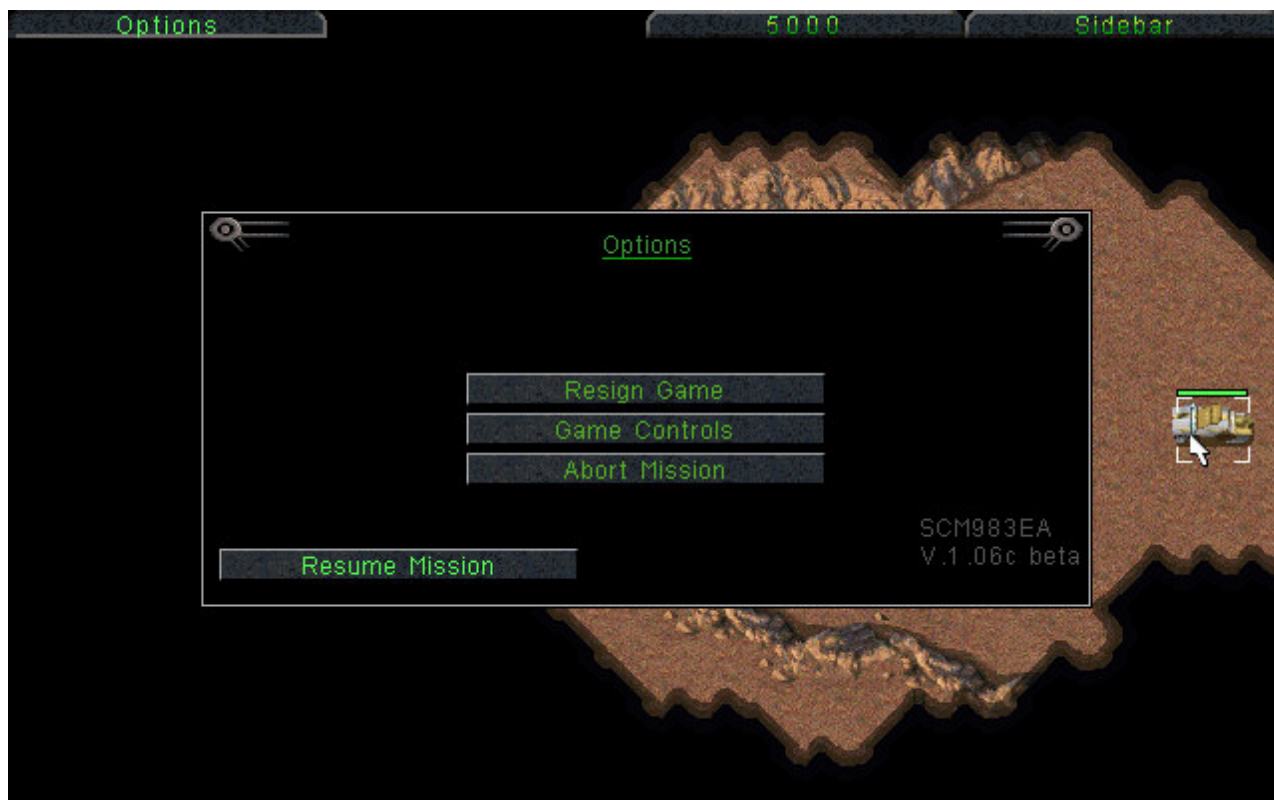 Options
5000
Sidebar
Options
Resign Game
Game Controls
Abort Mission
SCM983EA
V.1.06c beta
Resume Mission